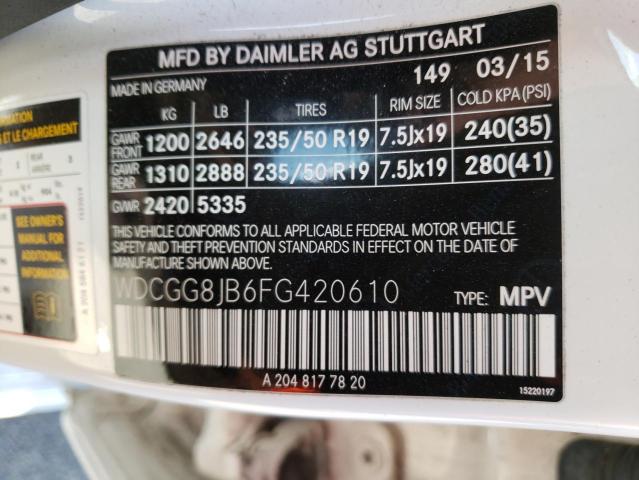 MFD BY DAIMLER AG STUTTGART
MADE IN GERMANY 149 03/15
KG LB TIRES RIM SIZE COLD KPA(PSI)
GAWR FRONT 1200 2646 235/50 R19 7.5Jx19 240(35)
GAWR REAR 1310 2888 235/50 R19 7.5Jx19 280(41)
GVWR 2420 5335
THIS VEHICLE CONFORMS TO ALL APPLICABLE FEDERAL MOTOR VEHICLE
SAFETY AND THEFT PREVENTION STANDARDS IN EFFECT ON THE DATE OF
MANUFACTURE SHOWN ABOVE.
WDCGG8JB6FG420610 TYPE: MPV
A 204 817 78 20
15220197
ET LE CHARGEMENT
SEE OWNER'S
MANUAL FOR
ADDITIONAL
INFORMATION